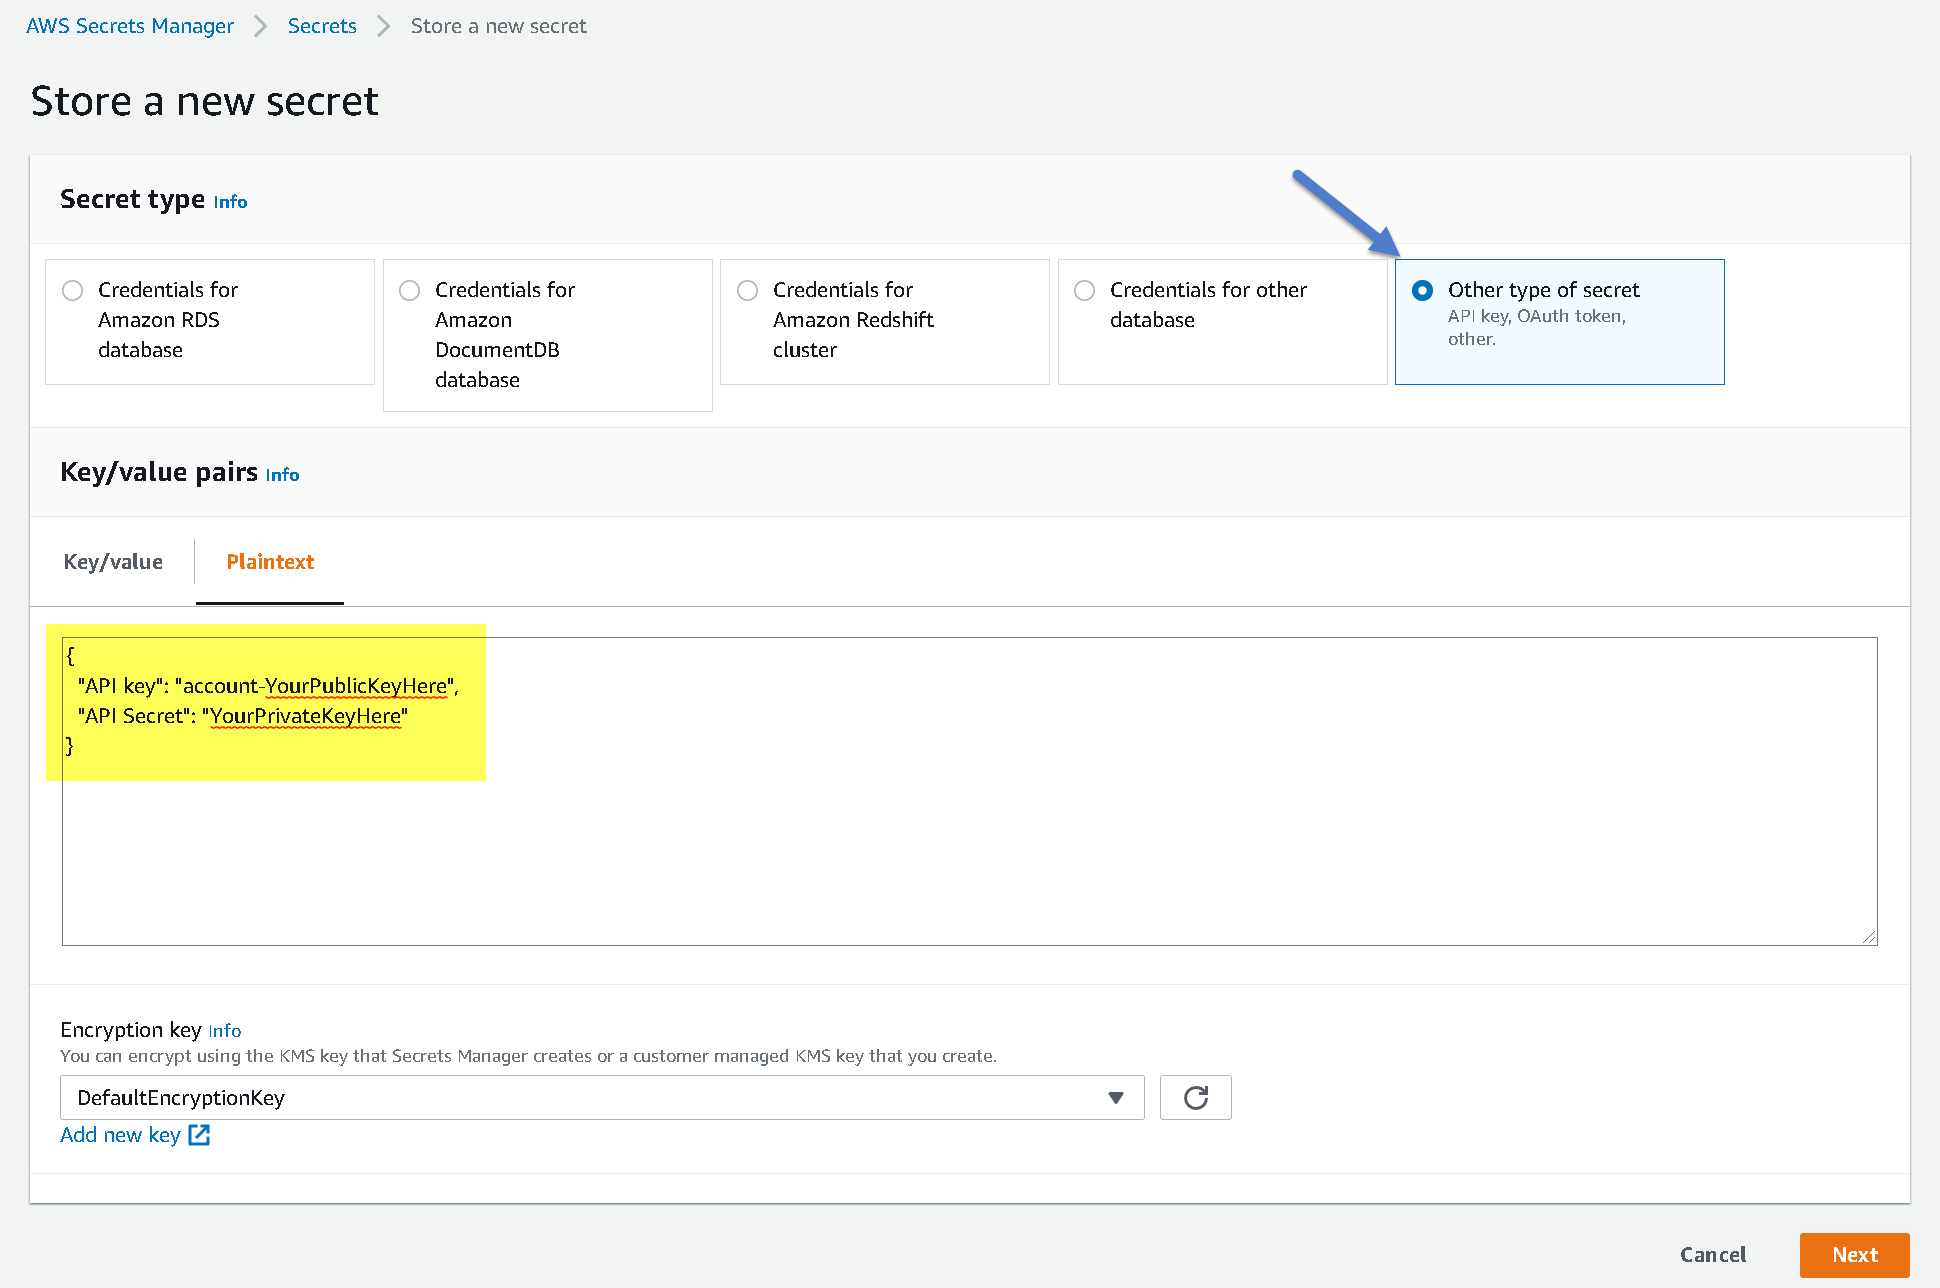 AWS Secrets Manager > Secrets > Store a new secret
Store a new secret
Secret type Info
Credentials for
Amazon RDS
database
Credentials for
Amazon
DocumentDB
database
Credentials for
Amazon Redshift
cluster
Credentials for other
database
Other type of secret
API key, OAuth token,
other.
Key/value pairs Info
Key/value
Plaintext
{
"API key": "account-YourPublicKeyHere",
"API Secret": "YourPrivateKeyHere"
}
Encryption key Info
You can encrypt using the KMS key that Secrets Manager creates or a customer managed KMS key that you create.
DefaultEncryptionKey
Add new key
Cancel
Next